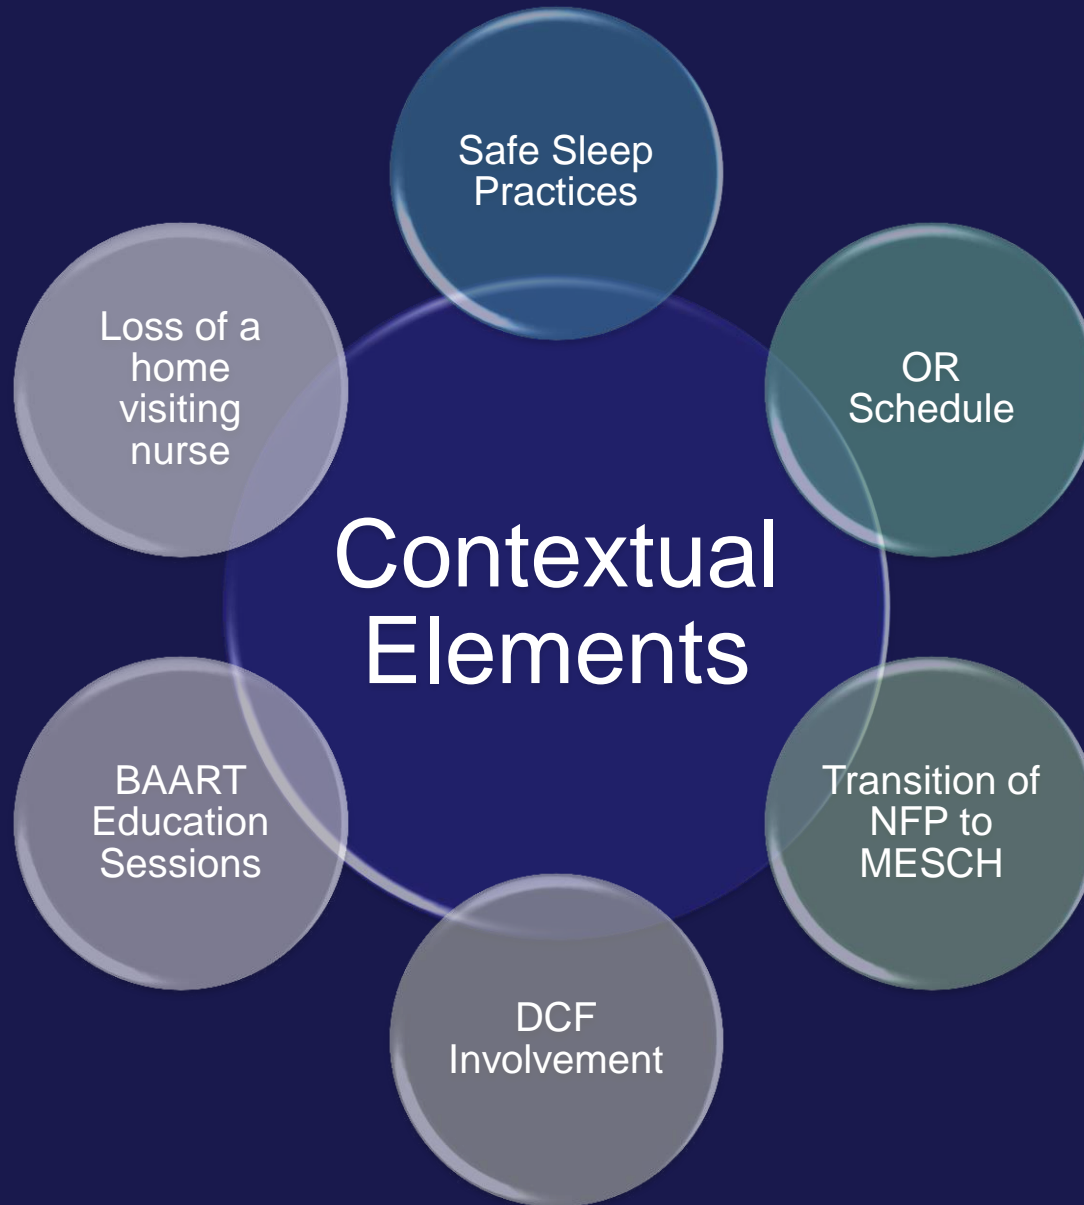 Safe Sleep
Practices
Loss of a
home
visiting
nurse
OR
Schedule
Contextual
Elements
BAART
Education
Sessions
Transition of
NFP to
MESCH
DCF
Involvement